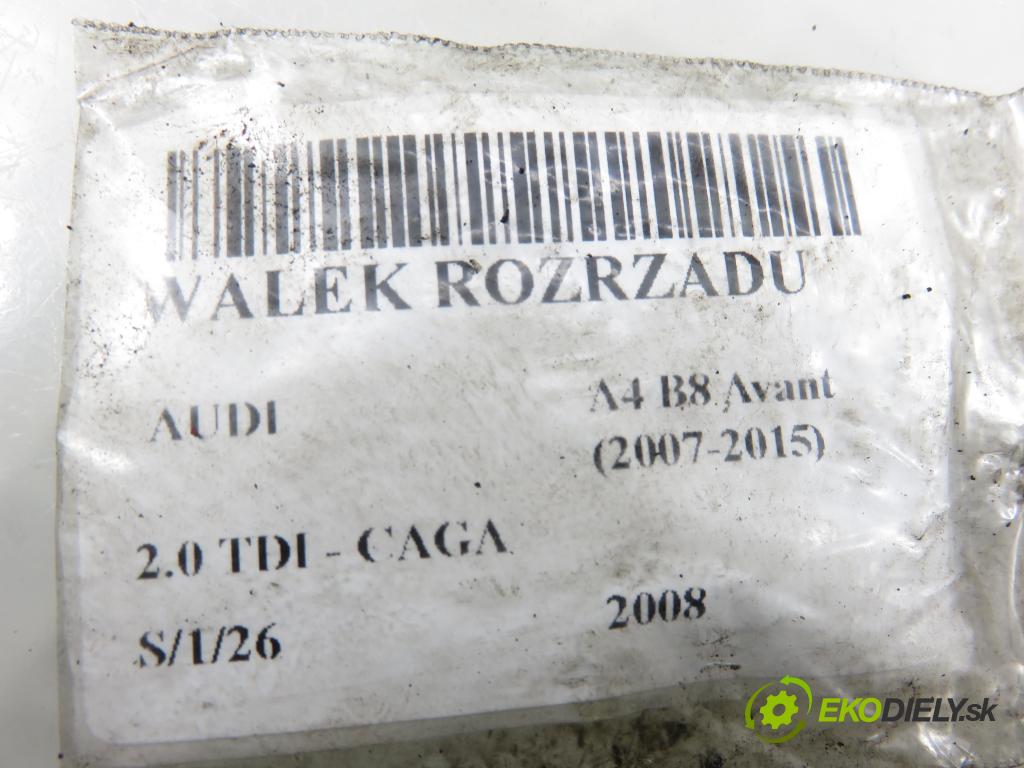 WALEK ROZRZADU
AUDI
A4 B8 Avant
(2007-2015)
2.0 TDI - CAGA
S/1/26
2008
EKODIELY.sk